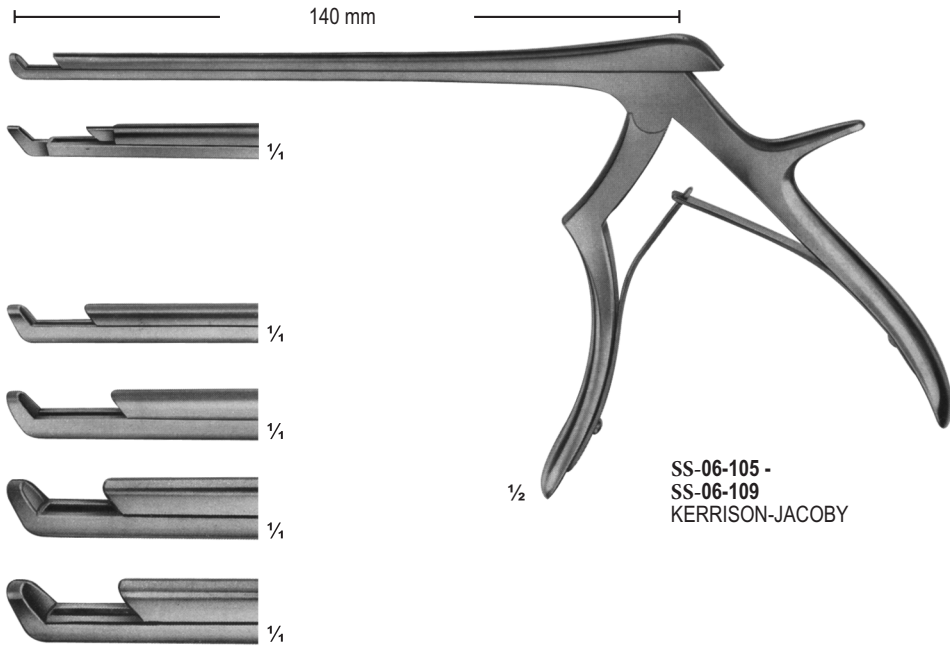 140 mm
¹⁄₁
¹⁄₁
¹⁄₁
¹⁄₁
¹⁄₁
½
SS-06-105 -
SS-06-109
KERRISON-JACOBY